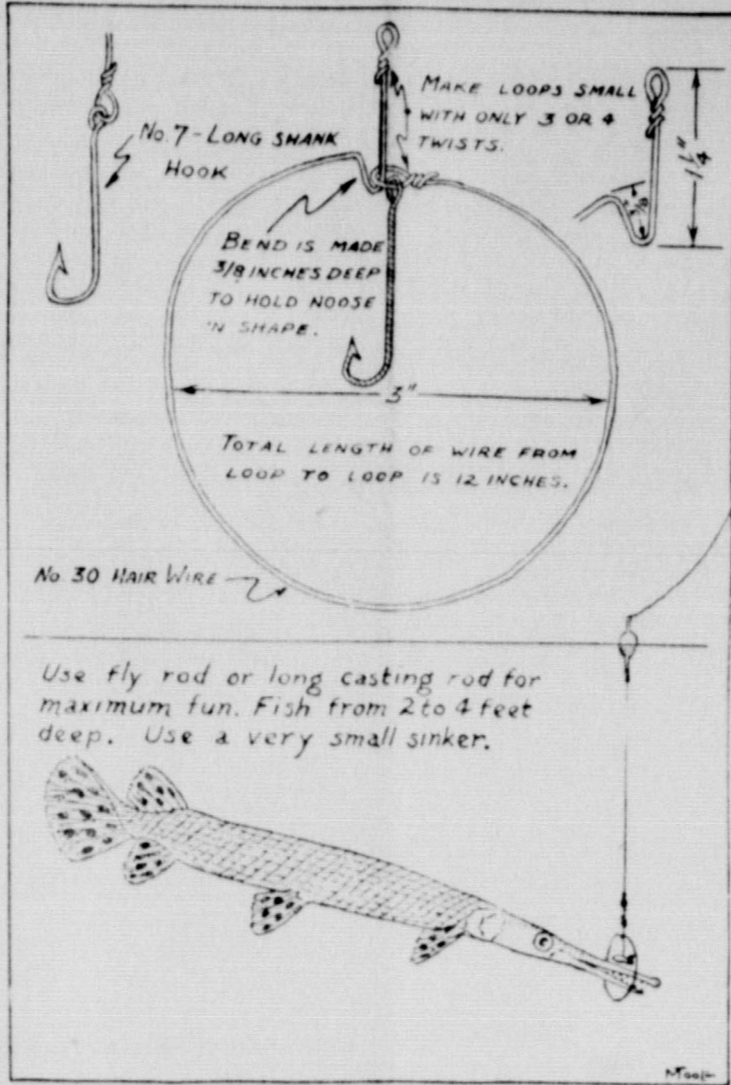 MAKE LOOPS SMALL
WITH ONLY 3 OR 4
TWISTS.
No. 7 - LONG SHANK
HOOK
1 1/4"
3/8
BEND IS MADE
3/8 INCHES DEEP
TO HOLD NOOSE
'N SHAPE.
3"
TOTAL LENGTH OF WIRE FROM
LOOP TO LOOP IS 12 INCHES.
No. 30 HAIR WIRE
Use fly rod or long casting rod for
maximum fun. Fish from 2 to 4 feet
deep. Use a very small sinker.